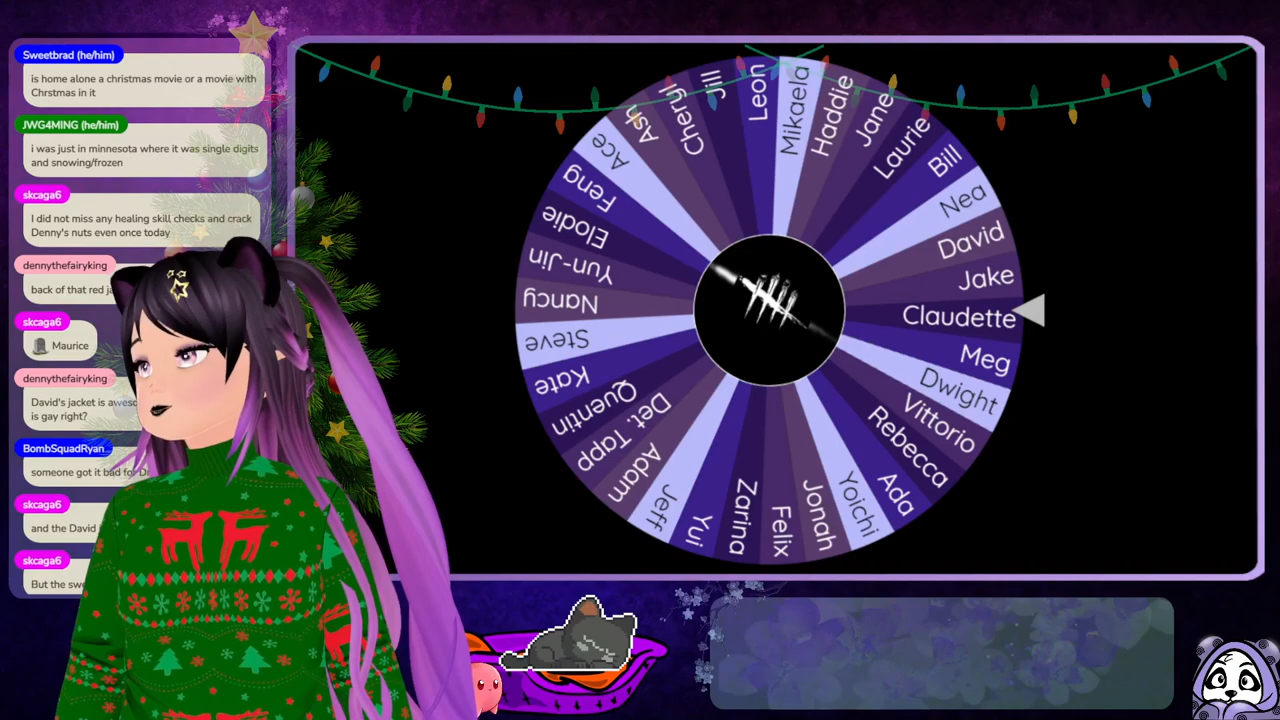 Sweetbrad (he/him)
is home alone a christmas movie or a movie with
Chrstmas in it
JWG4MING (he/him)
i was just in minnesota where it was single digits
and snowing/frozen
skcaga6
I did not miss any healing skill checks and crack
Denny's nuts even once today
dennythefairyking
back of that red
skcaga6
Maurice
dennythefairyking
David's jacket is
is gay right?
BombSquadRyan
someone got it bad for
skcaga6
and the David
skcaga6
But the
Leon
Mikaela
Haddie
Jane
Laurie
Bill
Nea
David
Jake
Claudette
Meg
Dwight
Vittorio
Rebecca
Ada
Yoichi
Jonah
Felix
Zarina
Yui
Jeff
Adam
Det. Tapp
Quentin
Kate
Steve
Nancy
Yun-Jin
Elodie
Feng
Ace
Ash
Cheryl
Jill